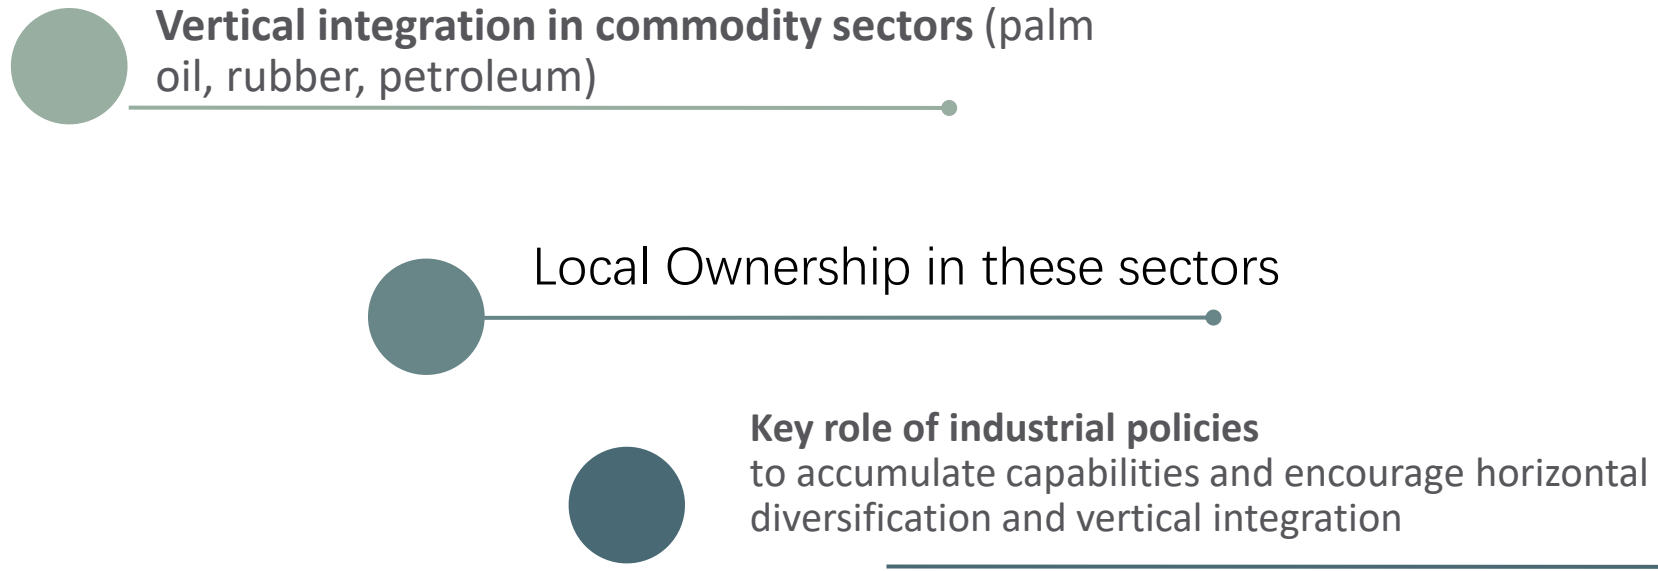 Vertical integration in commodity sectors (palm
oil, rubber, petroleum)
Local Ownership in these sectors
Key role of industrial policies
to accumulate capabilities and encourage horizontal
diversification and vertical integration